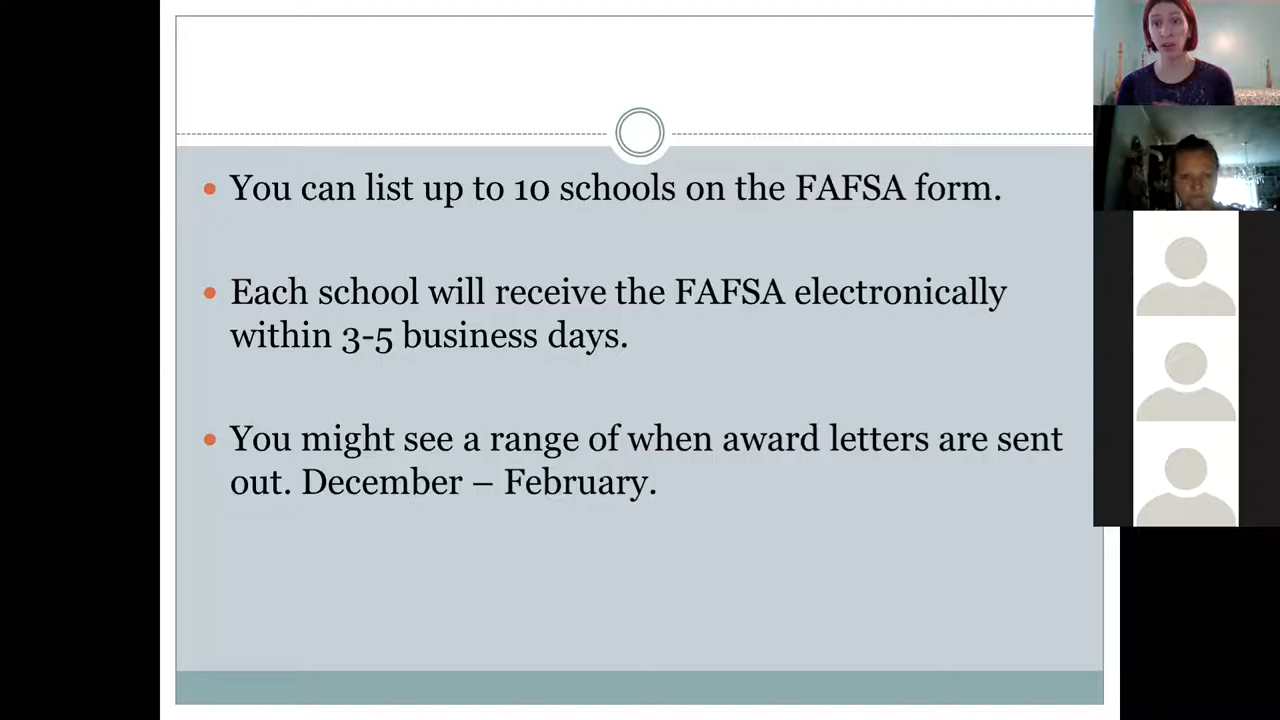 You can list up to 10 schools on the FAFSA form.
Each school will receive the FAFSA electronically
within 3-5 business days.
You might see a range of when award letters are sent
out. December – February.